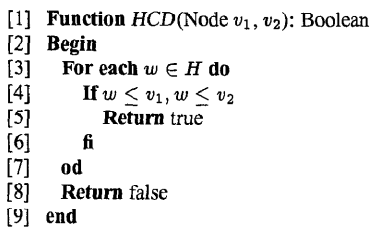 [1] Function HCD(Node v₁, v₂): Boolean
[2] Begin
[3] For each w ∈ H do
[4] If w ≤ v₁, w ≤ v₂
[5] Return true
[6] fi
[7] od
[8] Return false
[9] end